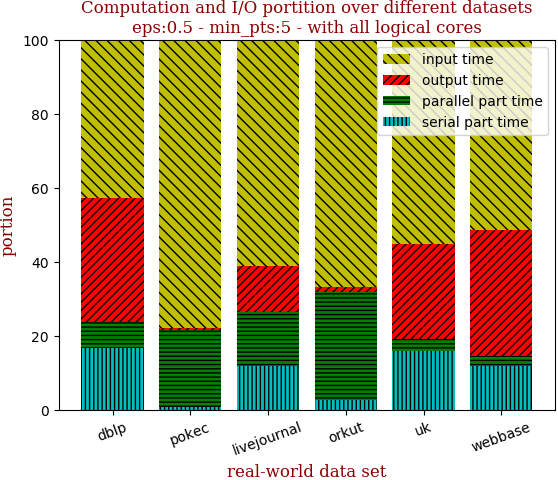 Computation and I/O portition over different datasets
eps:0.5 - min_pts:5 - with all logical cores
100
80
60
40
20
0
portion
input time
output time
parallel part time
serial part time
dblp
pokec
livejournal
orkut
uk
webbase
real-world data set